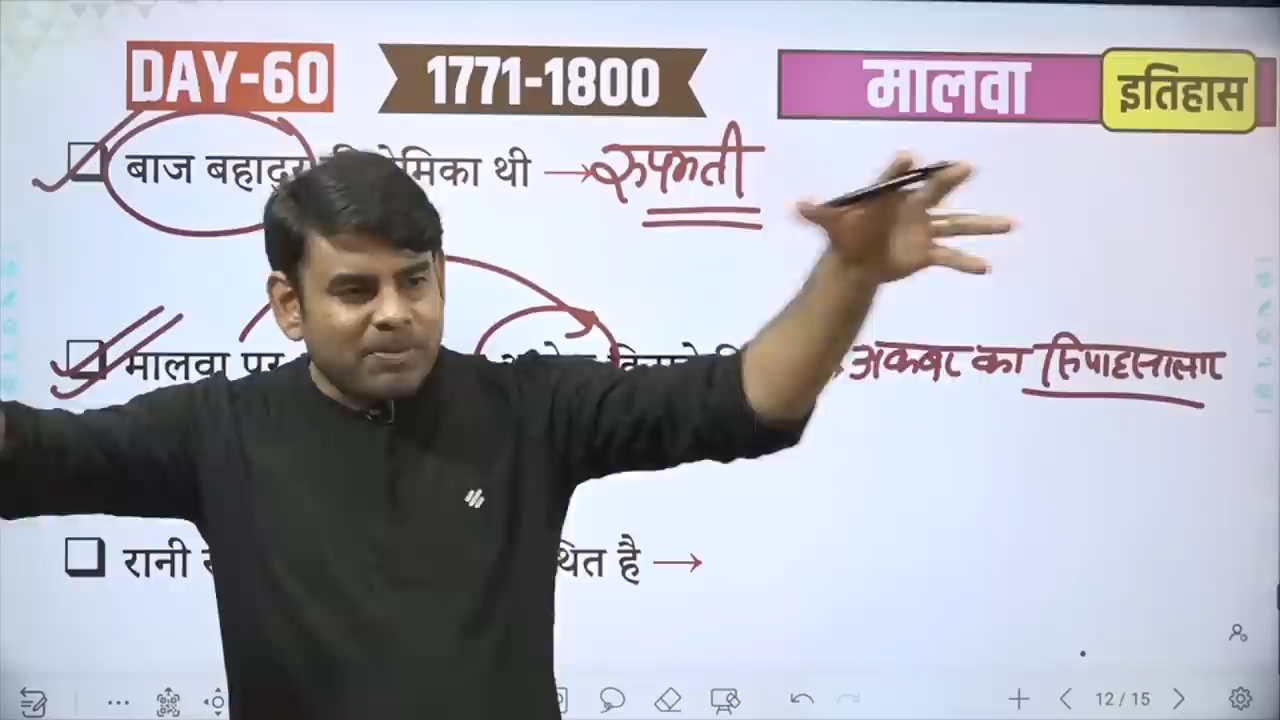 DAY-60 1771-1800 मालवा इतिहास
बाज बहादुर प्रेमिका थी → रुपमती
मालवा पर अकबर का सिपाहसालार
रानी थित है →
12 / 15